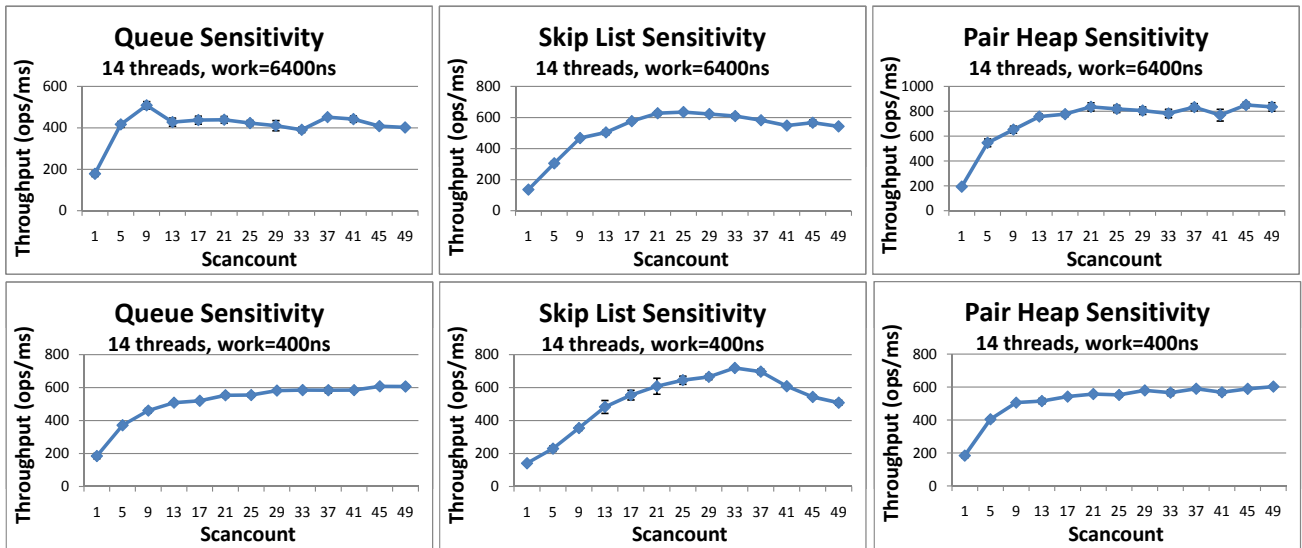 Queue Sensitivity
14 threads, work=6400ns
Throughput (ops/ms)
600
400
200
0
1 5 9 13 17 21 25 29 33 37 41 45 49
Scancount
Skip List Sensitivity
14 threads, work=6400ns
Throughput (ops/ms)
800
600
400
200
0
1 5 9 13 17 21 25 29 33 37 41 45 49
Scancount
Pair Heap Sensitivity
14 threads, work=6400ns
Throughput (ops/ms)
1000
800
600
400
200
0
1 5 9 13 17 21 25 29 33 37 41 45 49
Scancount
Queue Sensitivity
14 threads, work=400ns
Throughput (ops/ms)
800
600
400
200
0
1 5 9 13 17 21 25 29 33 37 41 45 49
Scancount
Skip List Sensitivity
14 threads, work=400ns
Throughput (ops/ms)
800
600
400
200
0
1 5 9 13 17 21 25 29 33 37 41 45 49
Scancount
Pair Heap Sensitivity
14 threads, work=400ns
Throughput (ops/ms)
800
600
400
200
0
1 5 9 13 17 21 25 29 33 37 41 45 49
Scancount